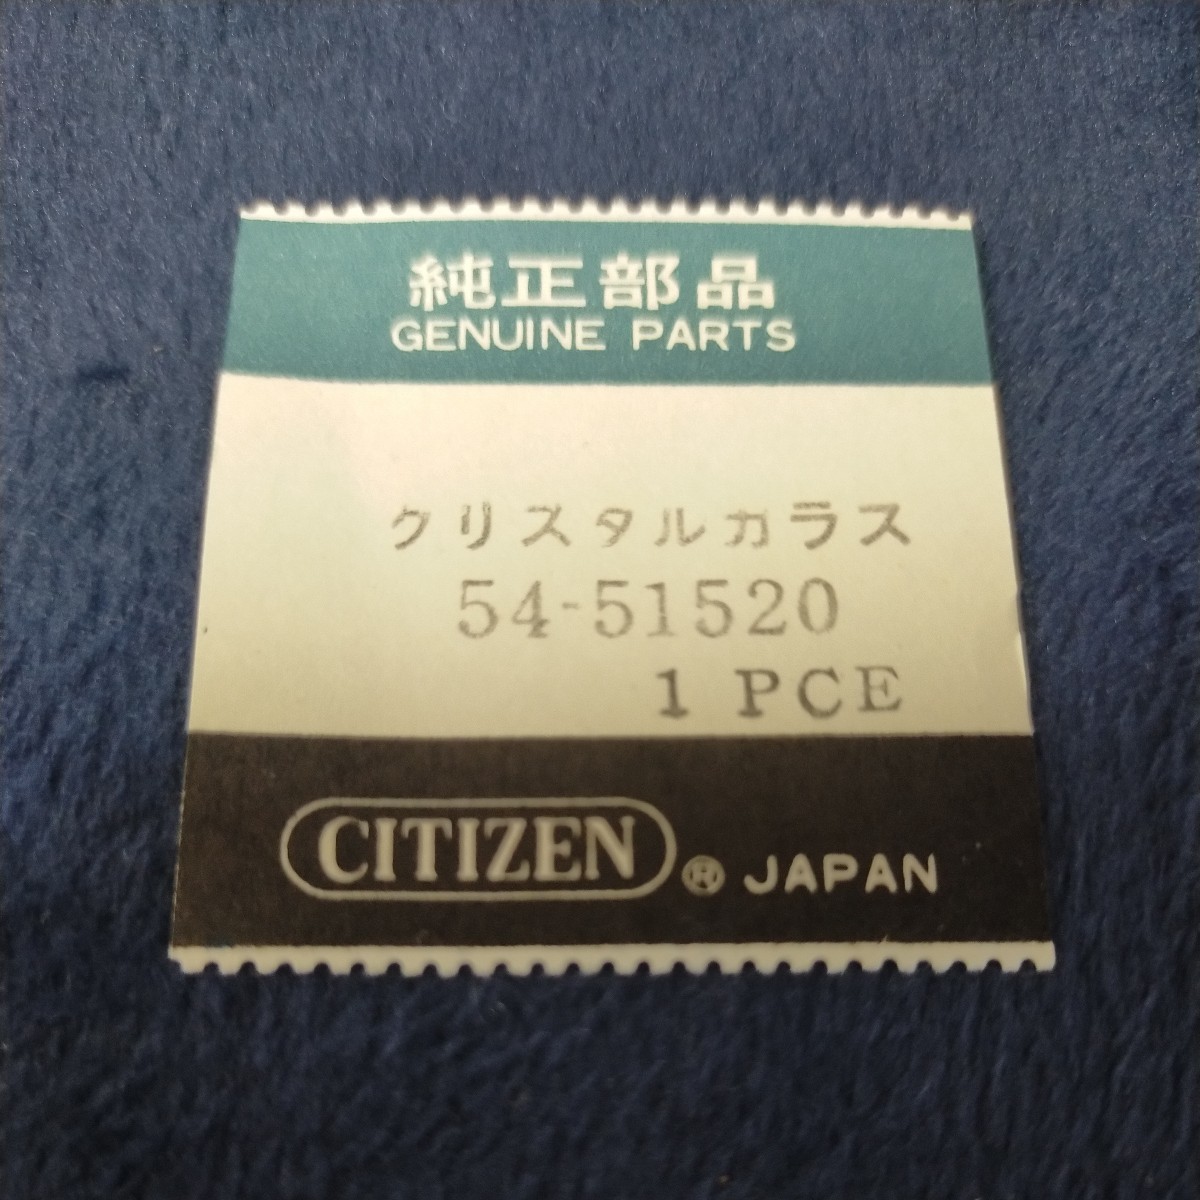 純正部品
GENUINE PARTS
クリスタルカラス
54-51520
1 PCE
CITIZEN ® JAPAN